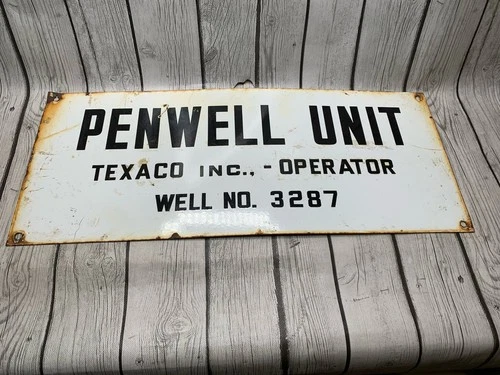 PENWELL UNIT
TEXACO INC., - OPERATOR
WELL NO. 3287